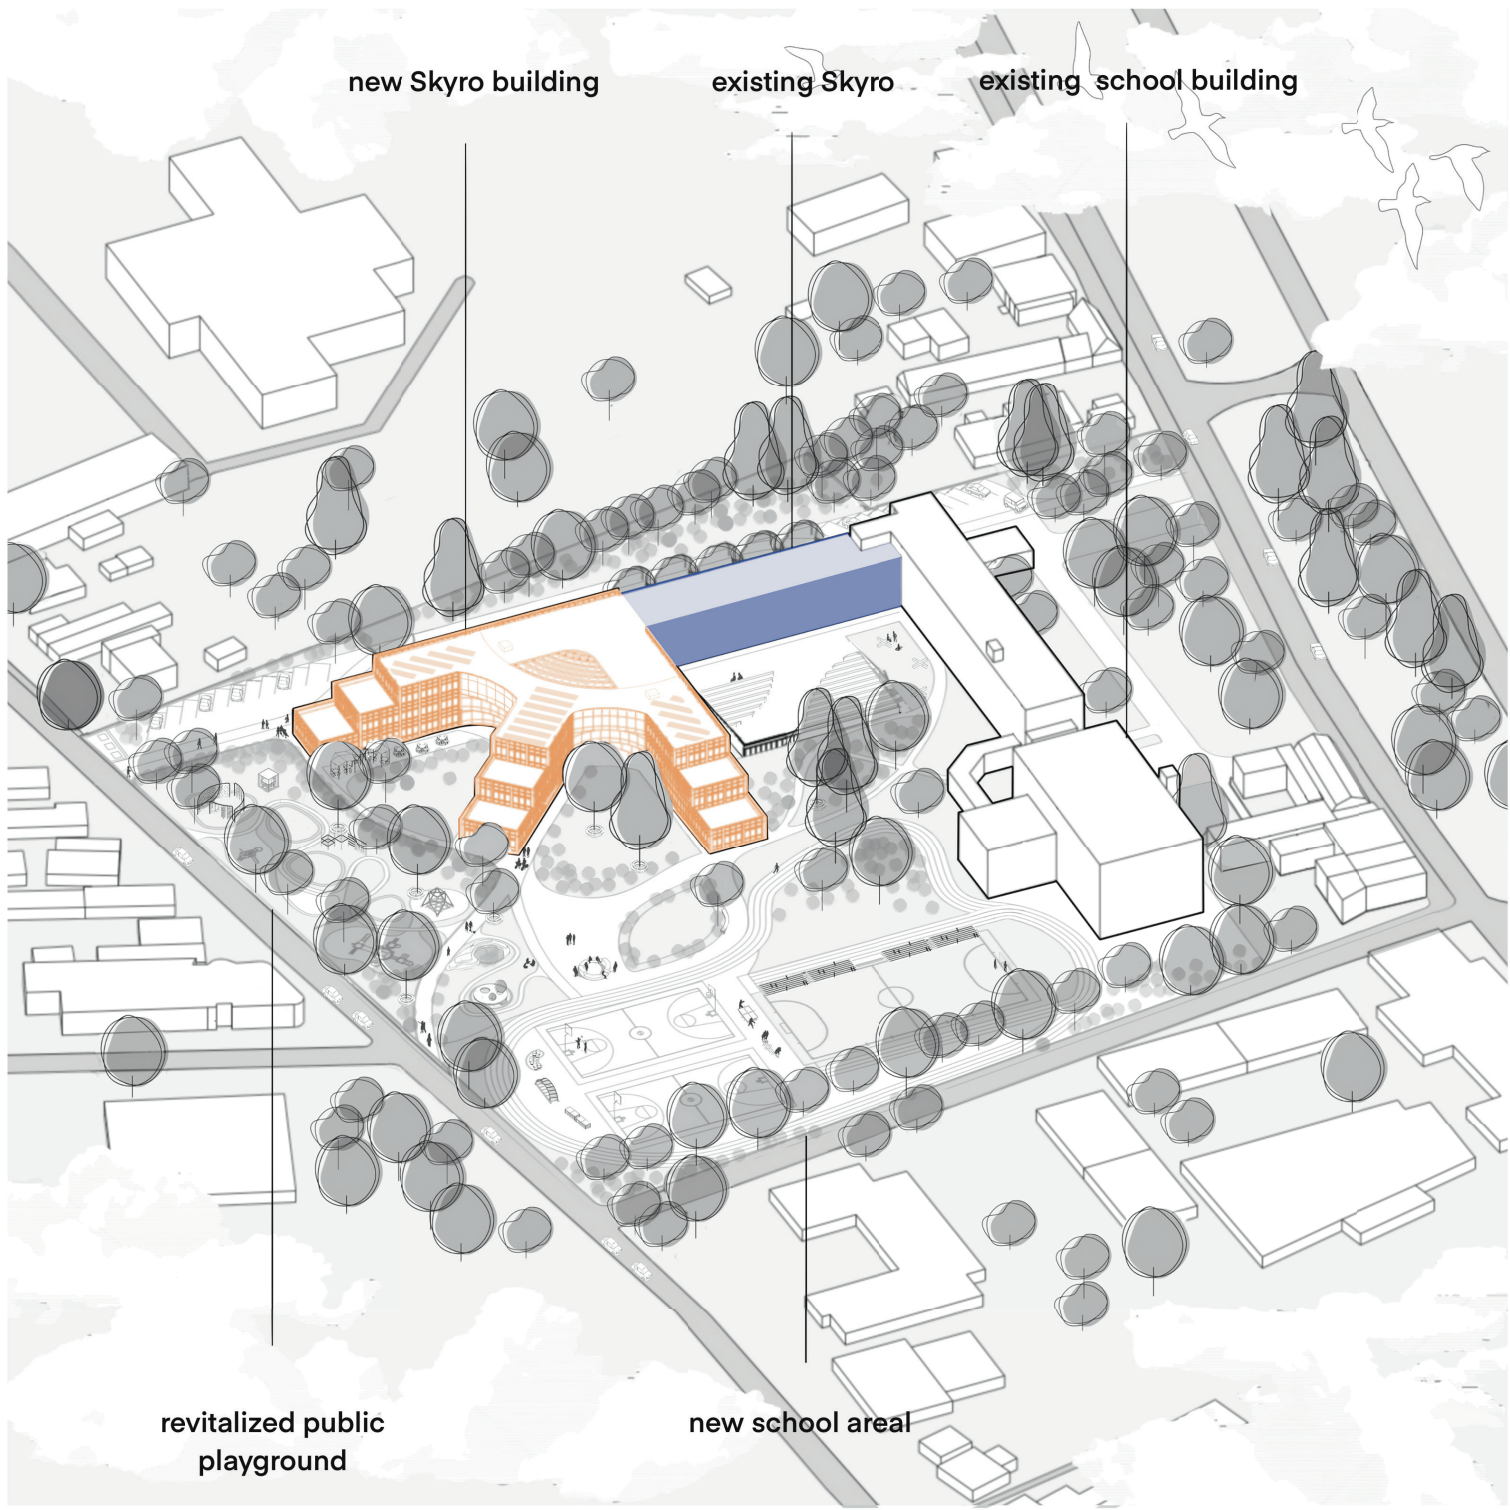 new Skyro building
existing Skyro
existing school building
revitalized public
playground
new school areal